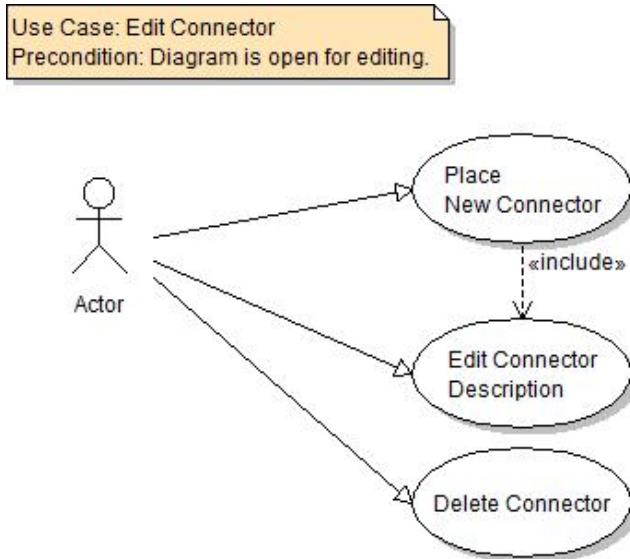 Use Case: Edit Connector
Precondition: Diagram is open for editing.
Place
New Connector
«include»
Actor
Edit Connector
Description
Delete Connector